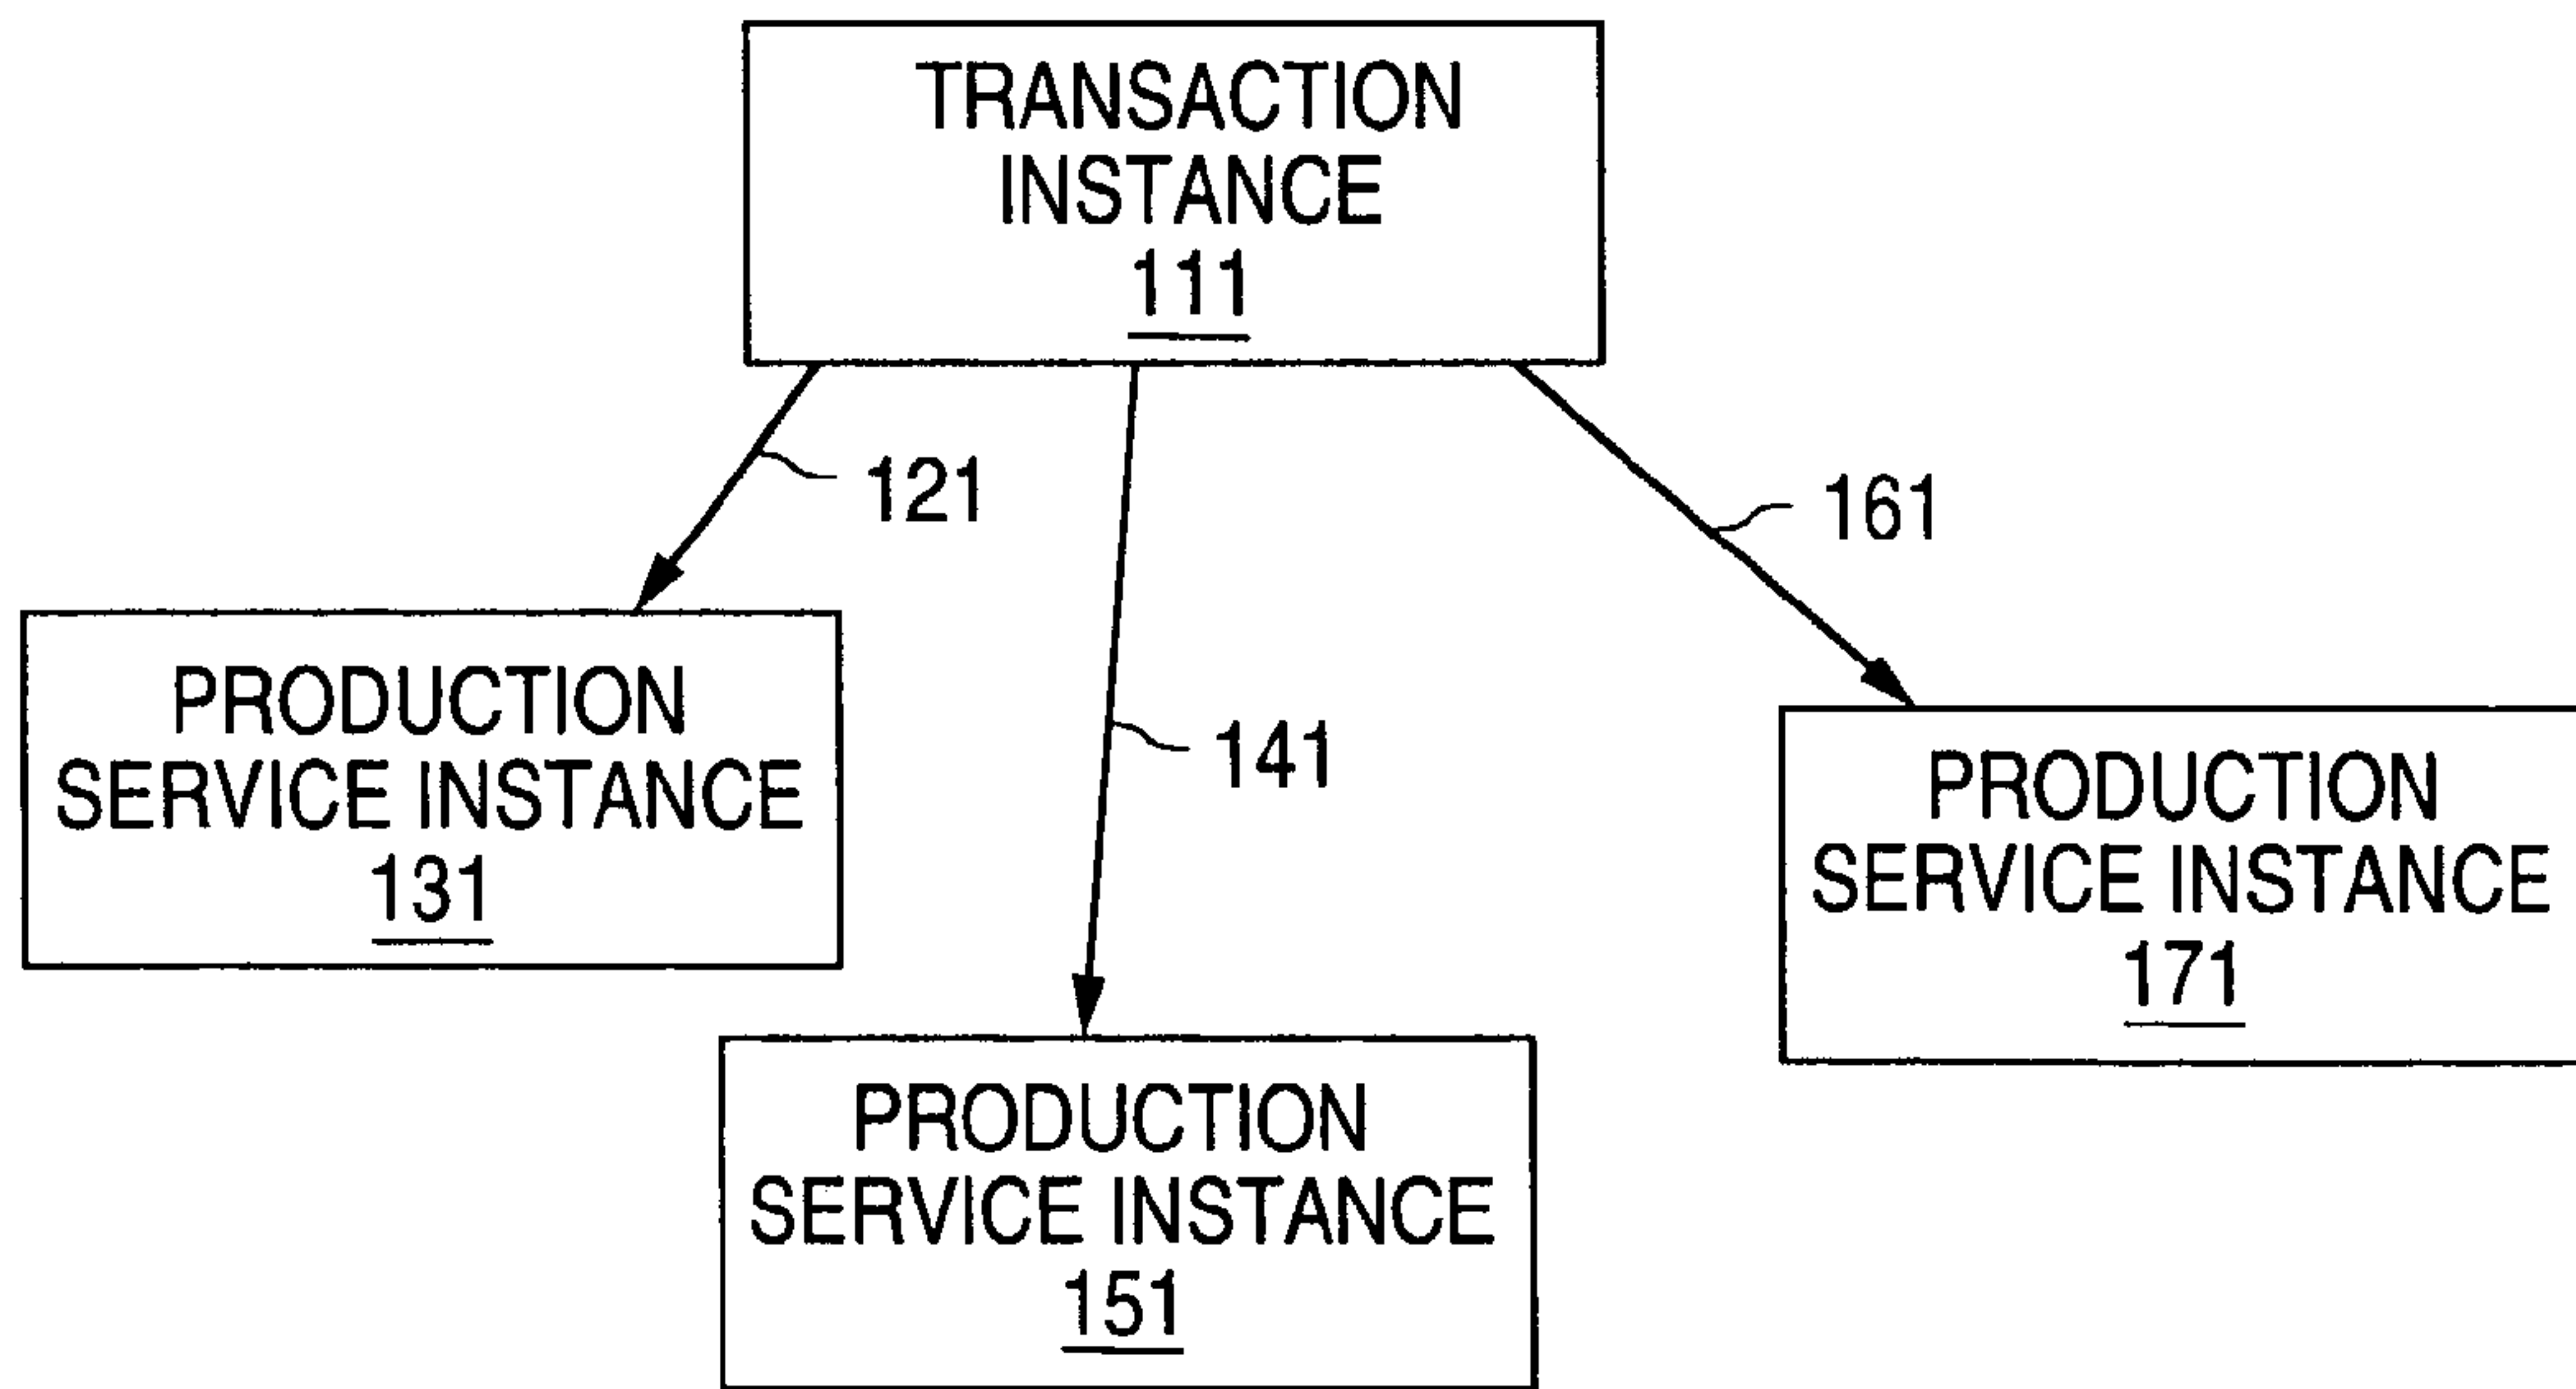 TRANSACTION
INSTANCE
111
121
161
141
PRODUCTION
SERVICE INSTANCE
131
PRODUCTION
SERVICE INSTANCE
171
PRODUCTION
SERVICE INSTANCE
151